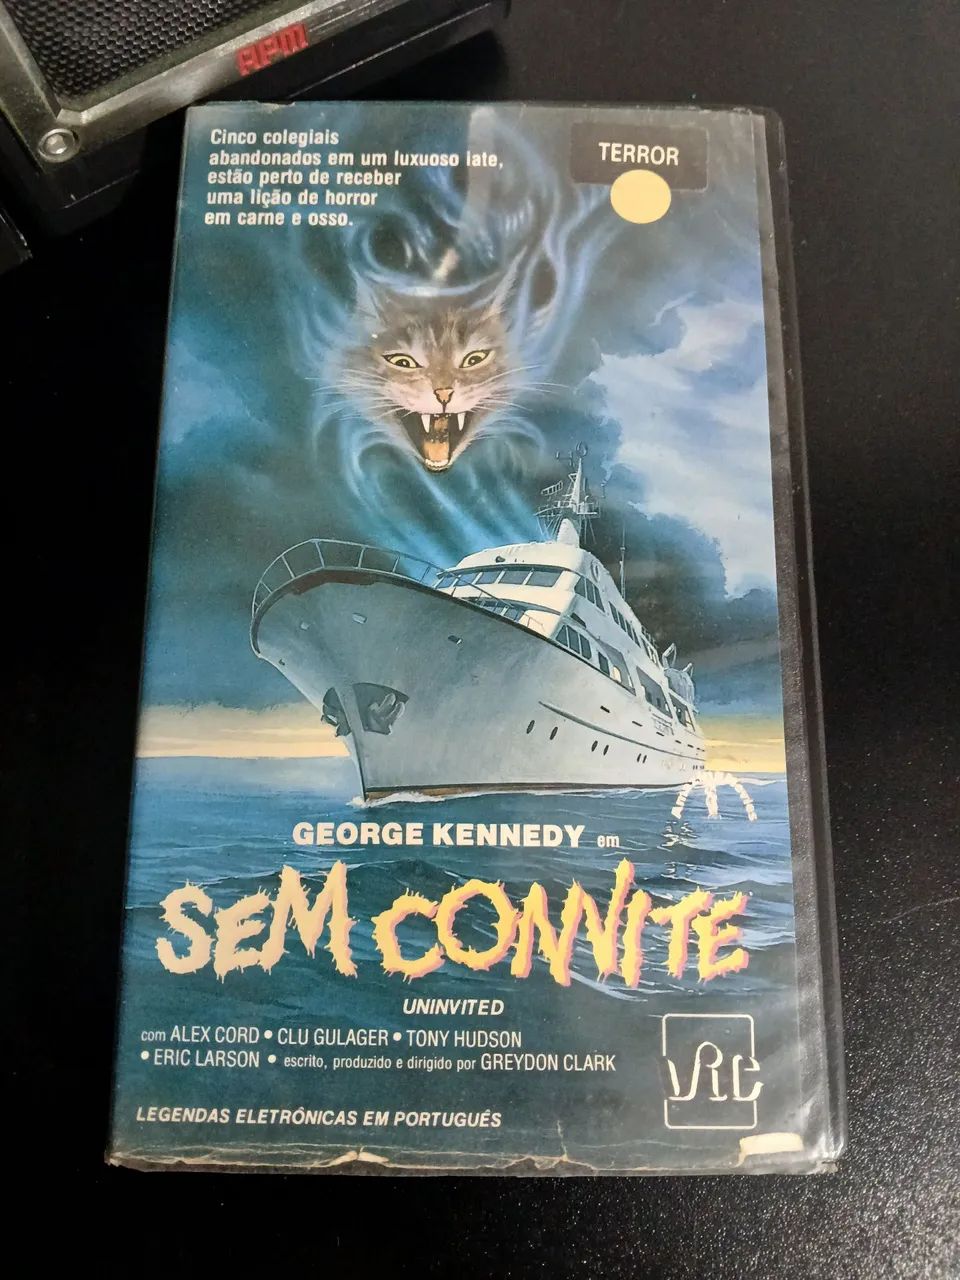 RPM
Cinco colegiais
abandonados em um luxuoso iate,
estão perto de receber
uma lição de horror
em carne e osso.
TERROR
GEORGE KENNEDY em
SEM CONVITE
UNINVITED
com ALEX CORD • CLU GULAGER • TONY HUDSON
• ERIC LARSON • escrito, produzido e dirigido por GREYDON CLARK
LEGENDAS ELETRÔNICAS EM PORTUGUÊS